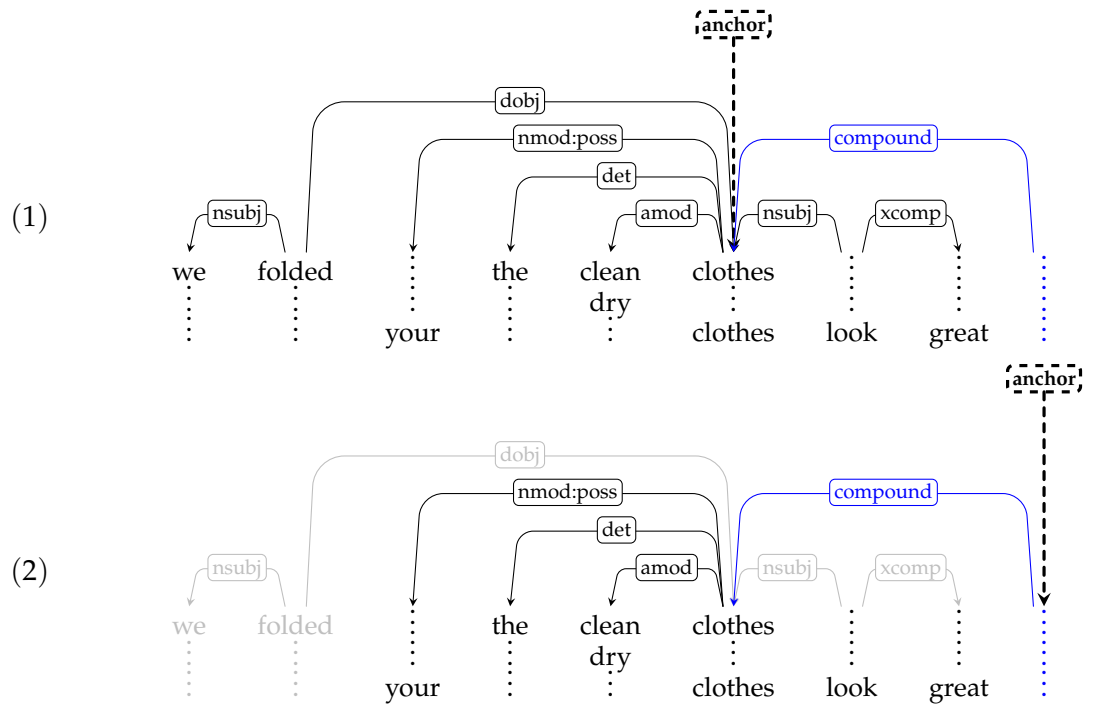 anchor
dobj
nmod:poss compound
det
(1) nsubj amod nsubj xcomp
we folded the clean clothes
dry
your clothes look great
anchor
dobj
nmod:poss compound
det
(2) nsubj amod nsubj xcomp
we folded the clean clothes
dry
your clothes look great